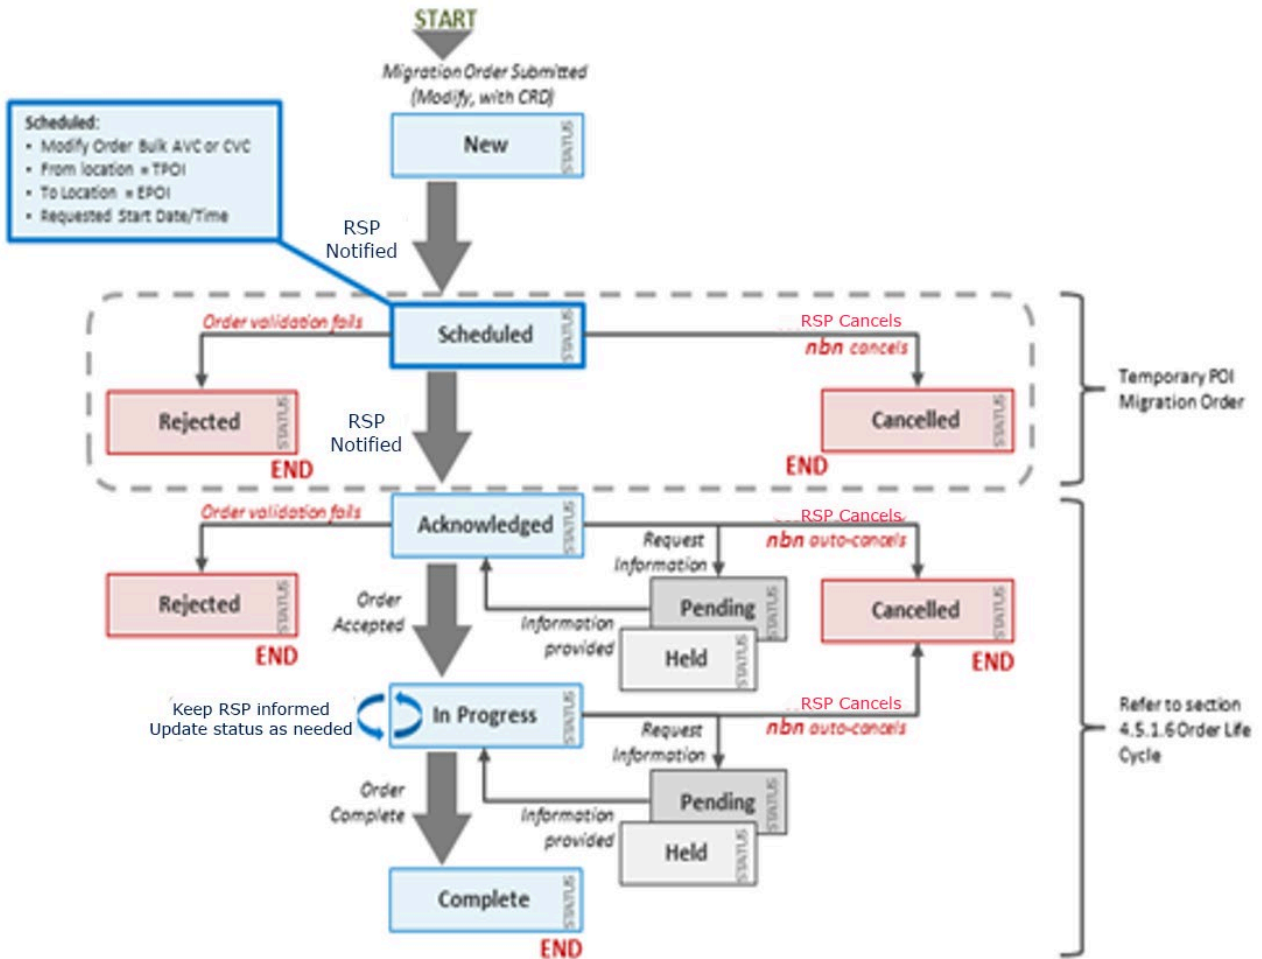 START
Migration Order Submitted
(Modify, with CRD)
New
STATUS
Scheduled:
• Modify Order Bulk AVC or CVC
• From location = TPOI
• To Location = EPOI
• Requested Start Date/Time
RSP
Notified
Order validation fails
Scheduled
STATUS
RSP Cancels
nbn cancels
Rejected
STATUS
END
RSP
Notified
Cancelled
STATUS
END
Temporary POI
Migration Order
Order validation fails
Acknowledged
STATUS
RSP Cancels
nbn auto-cancels
Request
Information
Rejected
STATUS
END
Order
Accepted
Information
provided
Pending
STATUS
Held
STATUS
Cancelled
STATUS
END
Keep RSP informed
Update status as needed
In Progress
STATUS
RSP Cancels
nbn auto-cancels
Request
Information
Refer to section
4.5.1.6 Order Life
Cycle
Order
Complete
Information
provided
Pending
STATUS
Held
STATUS
Complete
STATUS
END